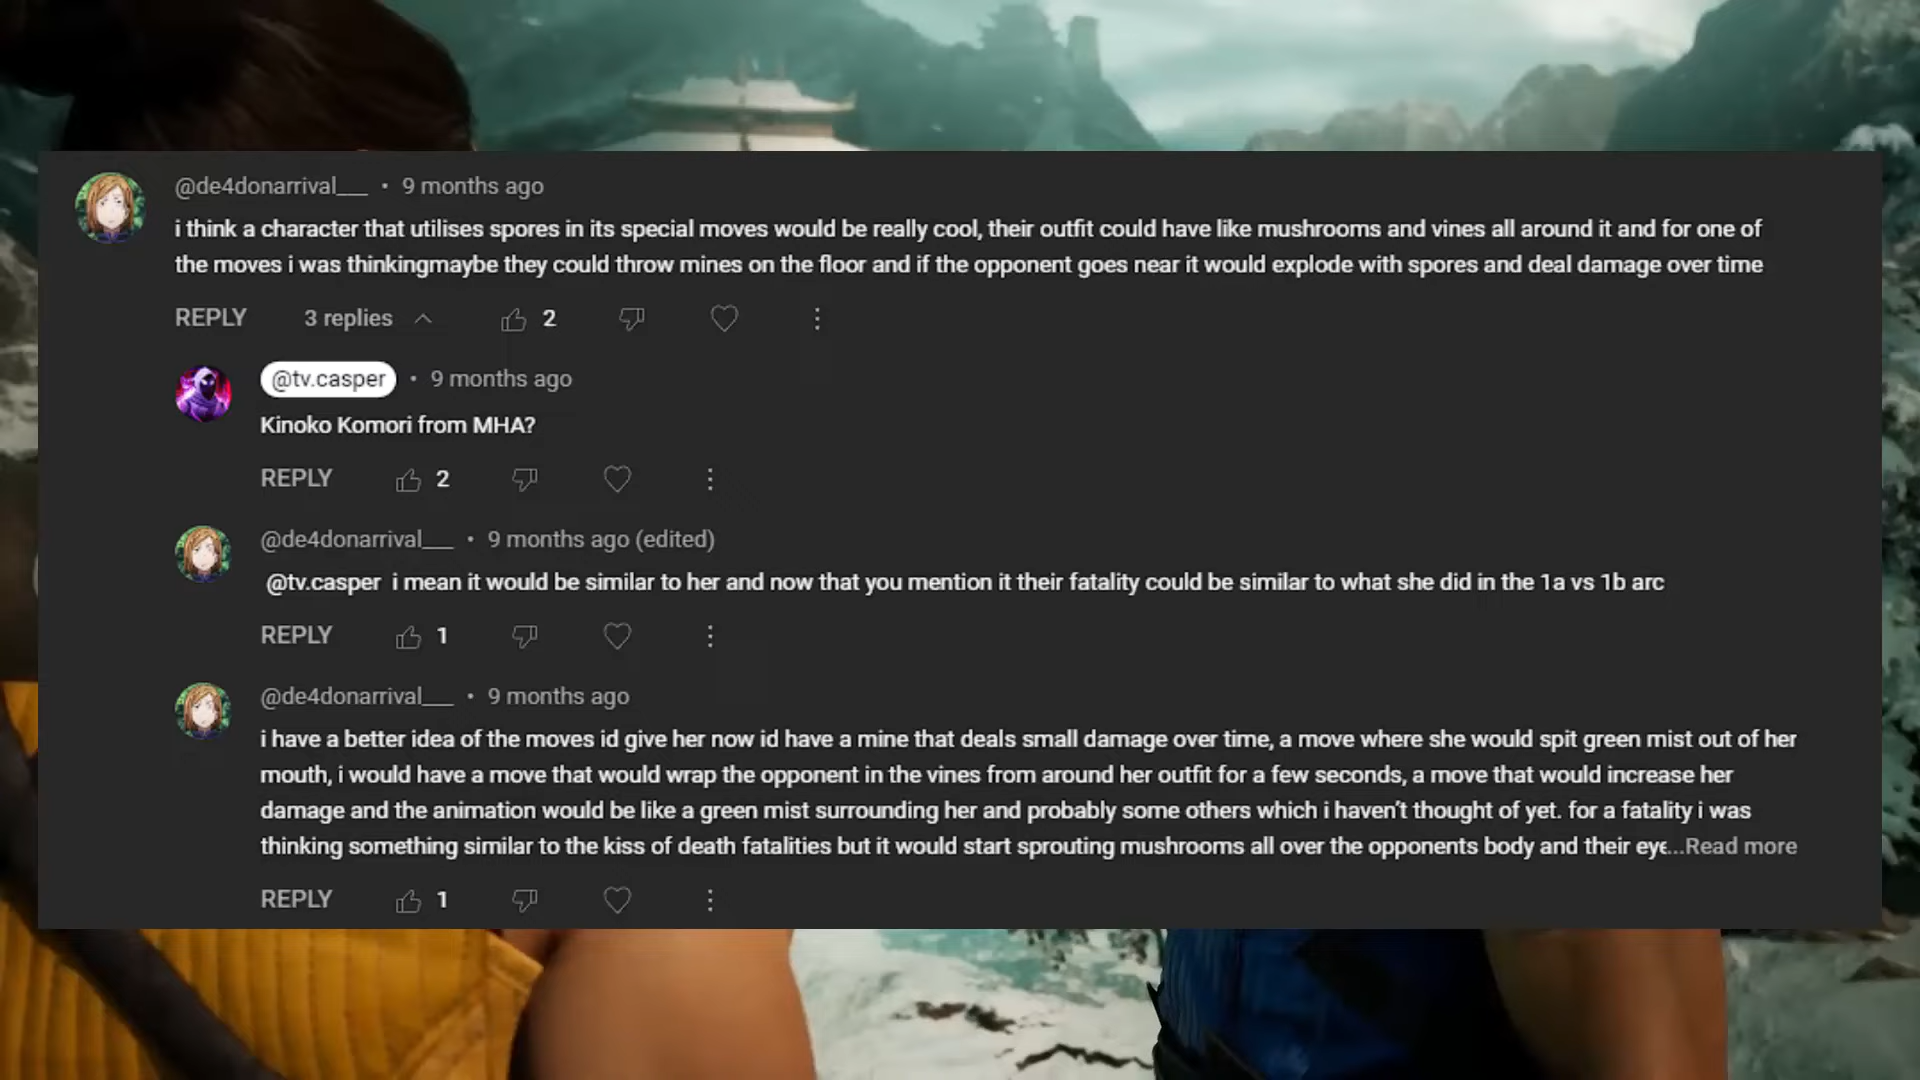 @de4donarrival___ • 9 months ago
i think a character that utilises spores in its special moves would be really cool, their outfit could have like mushrooms and vines all around it and for one of
the moves i was thinkingmaybe they could throw mines on the floor and if the opponent goes near it would explode with spores and deal damage over time
REPLY 3 replies 2
@tv.casper • 9 months ago
Kinoko Komori from MHA?
REPLY 2
@de4donarrival___ • 9 months ago (edited)
@tv.casper i mean it would be similar to her and now that you mention it their fatality could be similar to what she did in the 1a vs 1b arc
REPLY 1
@de4donarrival___ • 9 months ago
i have a better idea of the moves id give her now id have a mine that deals small damage over time, a move where she would spit green mist out of her
mouth, i would have a move that would wrap the opponent in the vines from around her outfit for a few seconds, a move that would increase her
damage and the animation would be like a green mist surrounding her and probably some others which i haven't thought of yet. for a fatality i was
thinking something similar to the kiss of death fatalities but it would start sprouting mushrooms all over the opponents body and their eye...Read more
REPLY 1